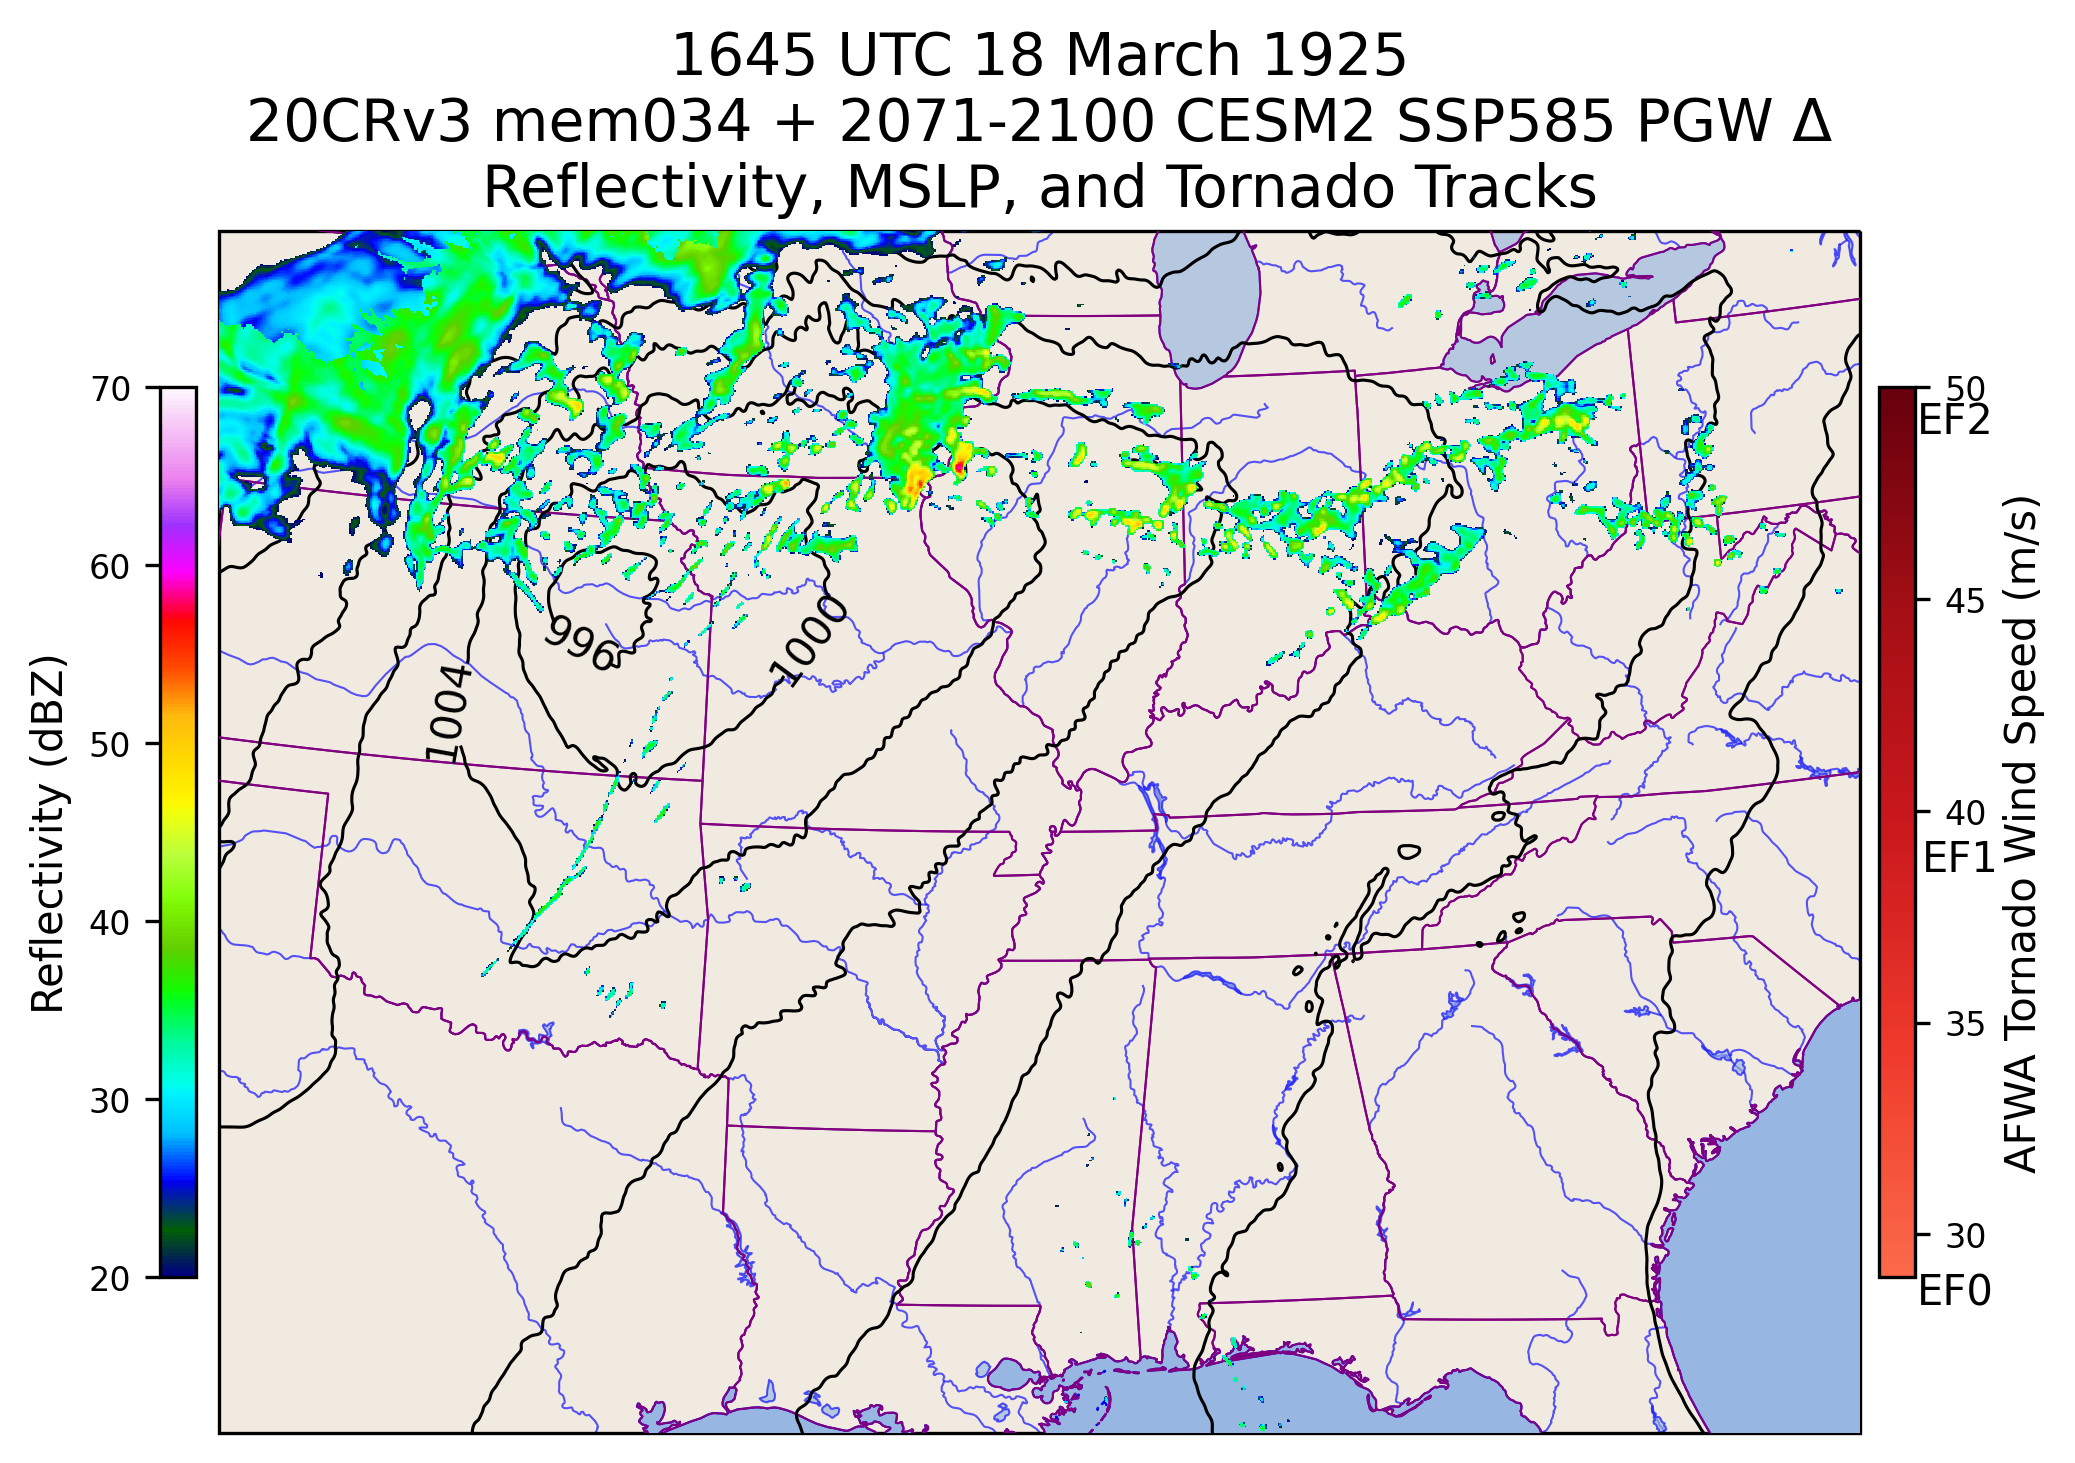 1645 UTC 18 March 1925
20CRv3 mem034 + 2071-2100 CESM2 SSP585 PGW Δ
Reflectivity, MSLP, and Tornado Tracks
70
60
50
40
30
20
Reflectivity (dBZ)
996
1000
1004
50
EF2
45
40
EF1
35
30
EF0
AFWA Tornado Wind Speed (m/s)